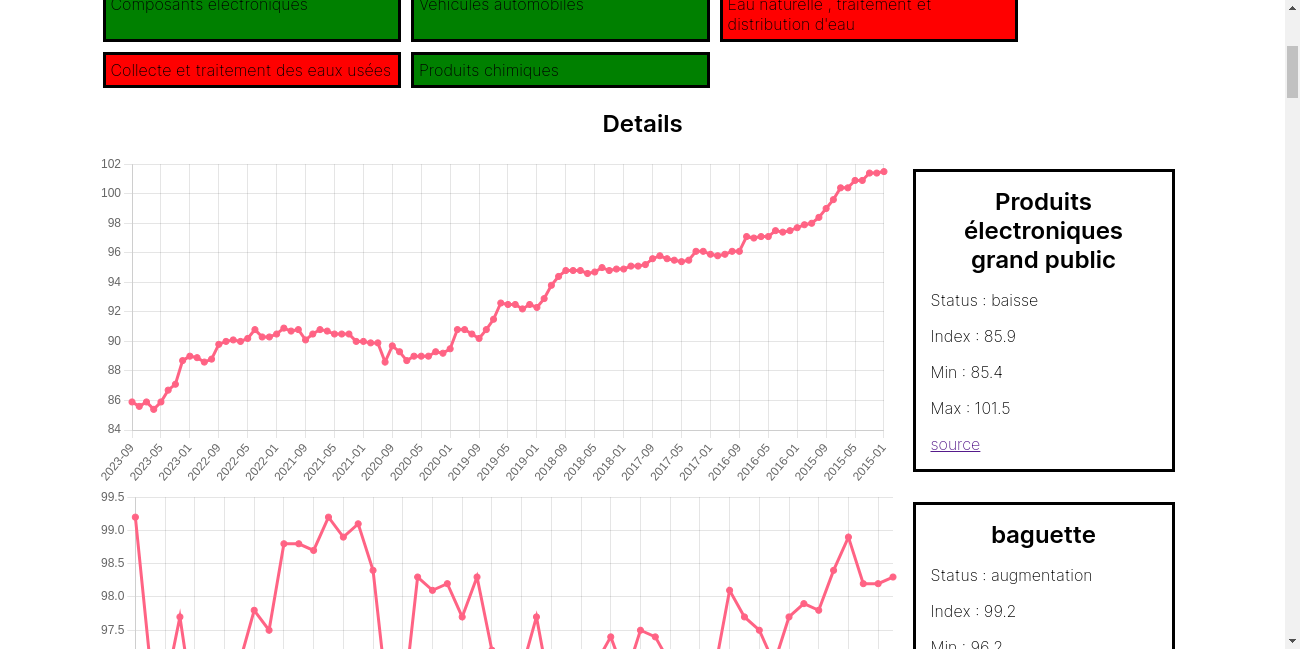 Composants électroniques
Véhicules automobiles
Eau naturelle ; traitement et
distribution d'eau
Collecte et traitement des eaux usées
Produits chimiques
Details
102
100
98
96
94
92
90
88
86
84
2023-09
2023-05
2023-01
2022-09
2022-05
2022-01
2021-09
2021-05
2021-01
2020-09
2020-05
2020-01
2019-09
2019-05
2019-01
2018-09
2018-05
2018-01
2017-09
2017-05
2017-01
2016-09
2016-05
2016-01
2015-09
2015-05
2015-01
Produits
électroniques
grand public
Status : baisse
Index : 85.9
Min : 85.4
Max : 101.5
source
99.5
99.0
98.5
98.0
97.5
baguette
Status : augmentation
Index : 99.2
Min : 96.2